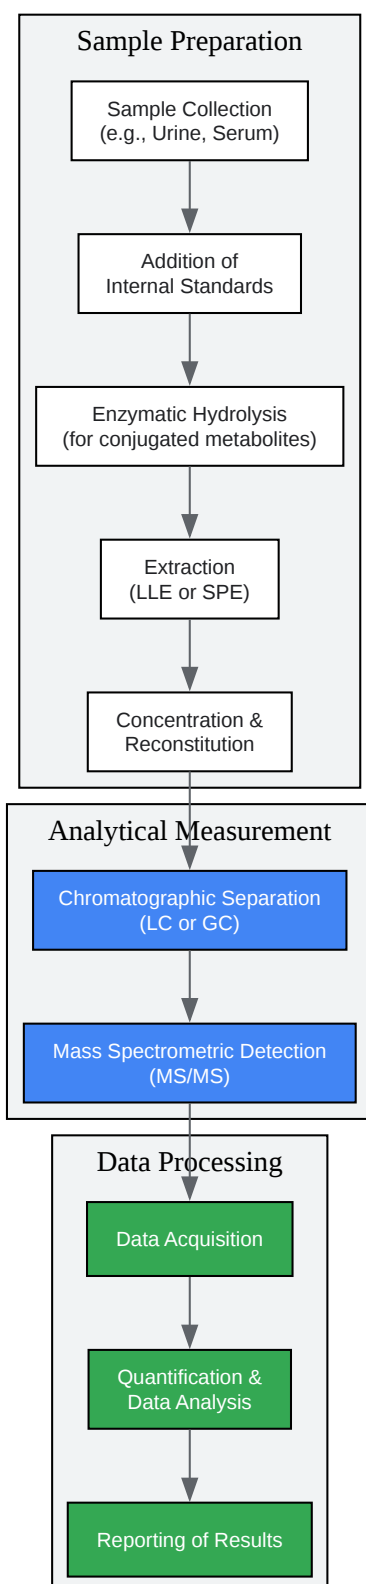 Sample Preparation
Sample Collection
(e.g., Urine, Serum)
Addition of
Internal Standards
Enzymatic Hydrolysis
(for conjugated metabolites)
Extraction
(LLE or SPE)
Concentration &
Reconstitution
Analytical Measurement
Chromatographic Separation
(LC or GC)
Mass Spectrometric Detection
(MS/MS)
Data Processing
Data Acquisition
Quantification &
Data Analysis
Reporting of Results